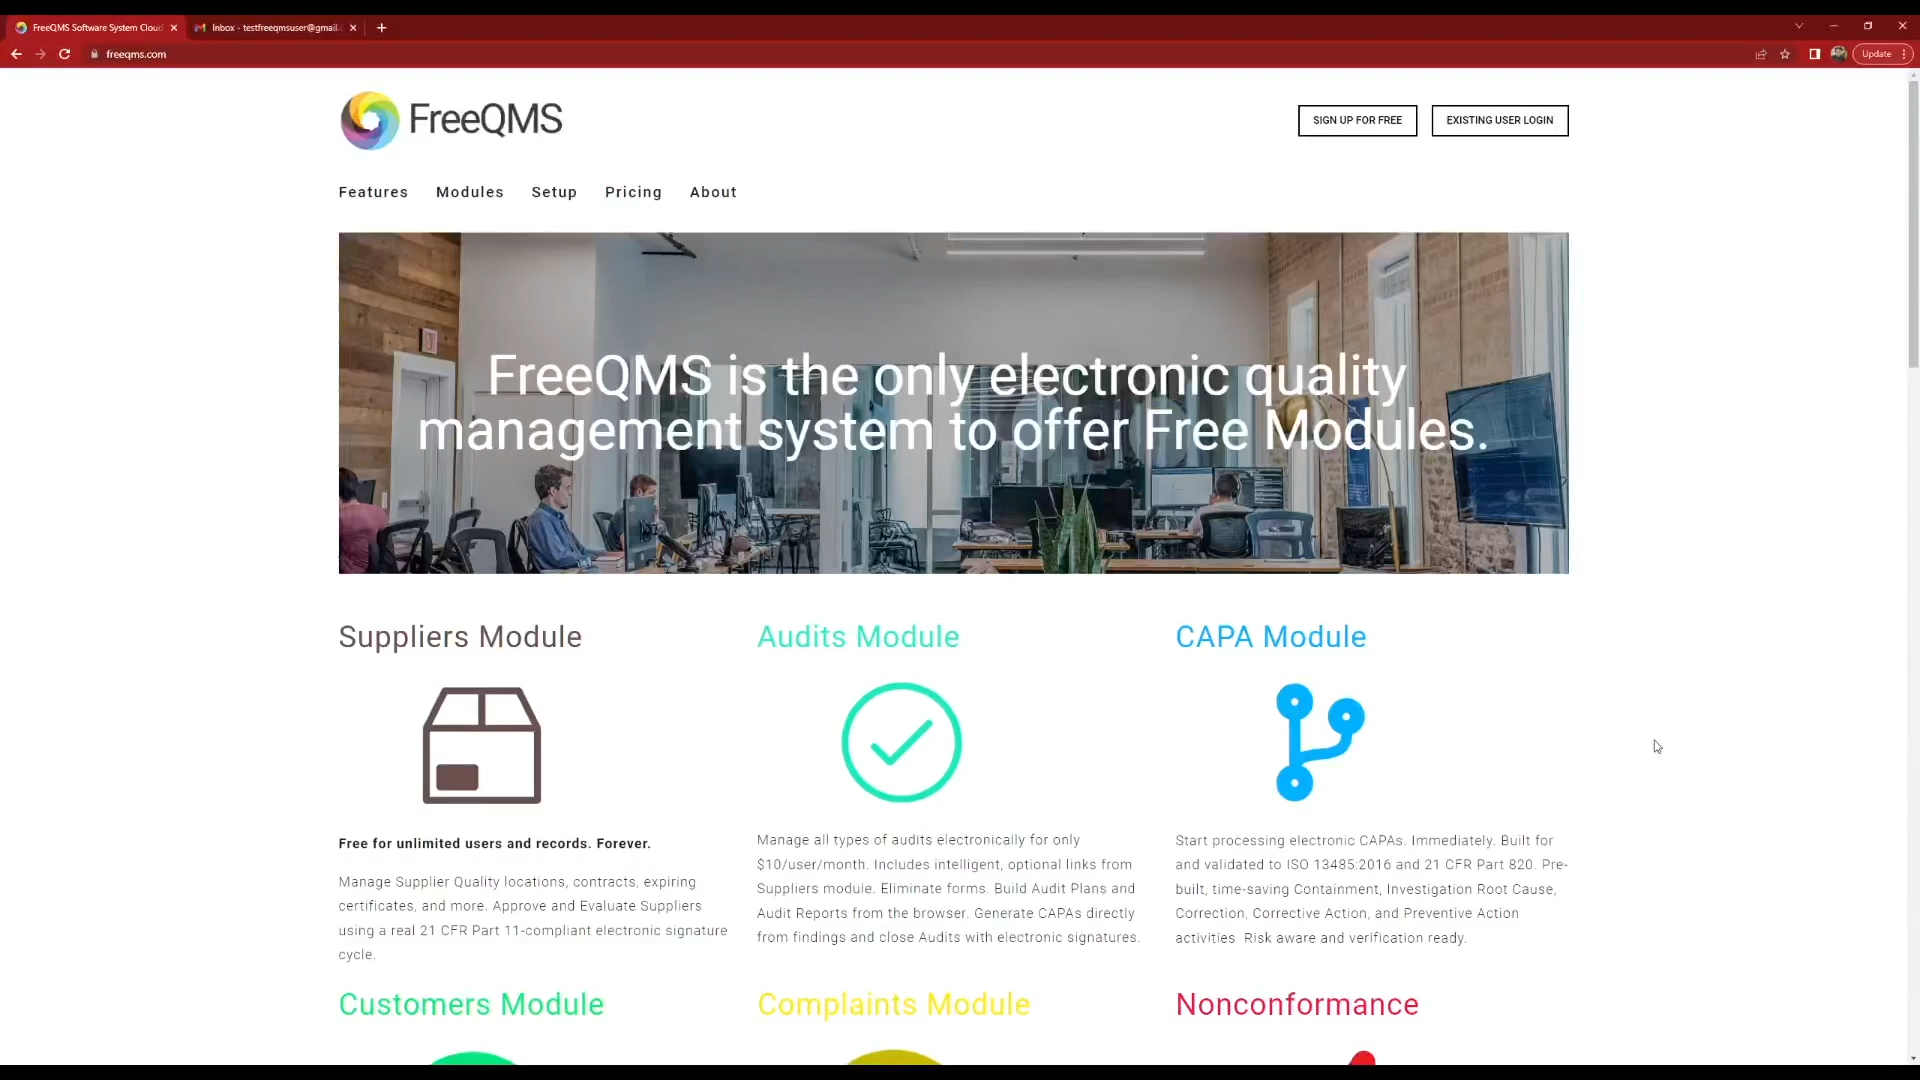 FreeQMS Software System Cloud
Inbox - testfreeqmsuser@gmail.
freeqms.com
Update
FreeQMS
SIGN UP FOR FREE
EXISTING USER LOGIN
Features Modules Setup Pricing About
FreeQMS is the only electronic quality
management system to offer Free Modules.
Suppliers Module
Free for unlimited users and records. Forever.
Manage Supplier Quality locations, contracts, expiring
certificates, and more. Approve and Evaluate Suppliers
using a real 21 CFR Part 11-compliant electronic signature
cycle.
Audits Module
Manage all types of audits electronically for only
$10/user/month. Includes intelligent, optional links from
Suppliers module. Eliminate forms. Build Audit Plans and
Audit Reports from the browser. Generate CAPAs directly
from findings and close Audits with electronic signatures.
CAPA Module
Start processing electronic CAPAs. Immediately. Built for
and validated to ISO 13485:2016 and 21 CFR Part 820. Pre-
built, time-saving Containment, Investigation Root Cause,
Correction, Corrective Action, and Preventive Action
activities  Risk aware and verification ready.
Customers Module
Complaints Module
Nonconformance